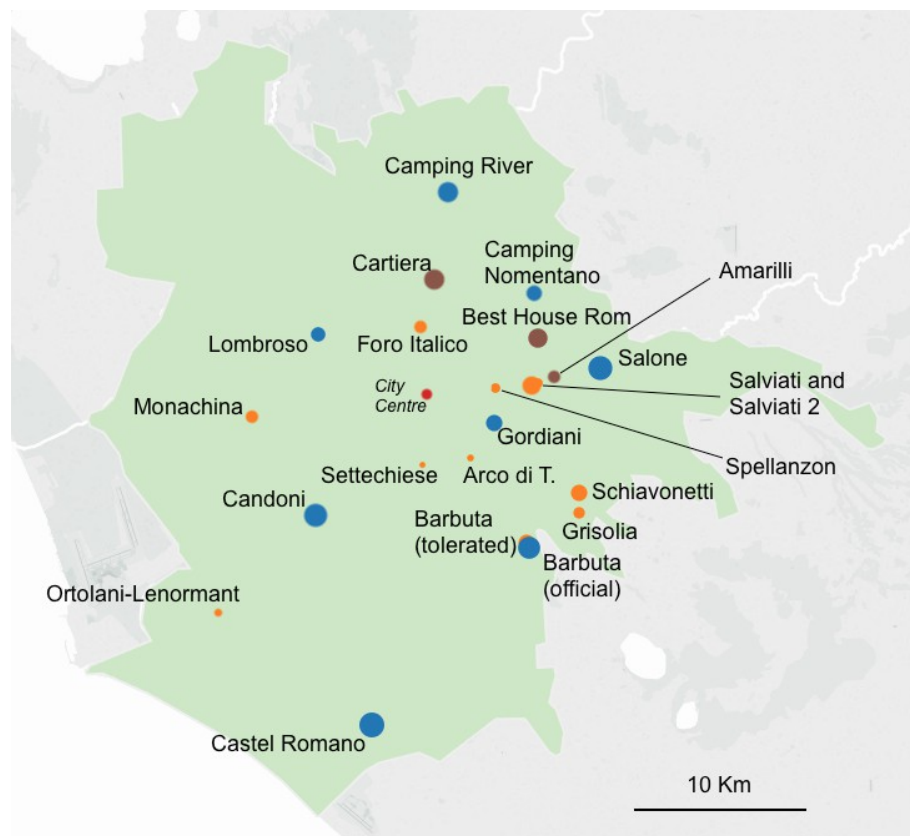 Camping River
Cartiera
Camping
Nomentano
Amarilli
Best House Rom
Lombroso
Foro Italico
Salone
City
Centre
Salviati and
Salviati 2
Monachina
Gordiani
Spellanzon
Settechiese
Arco di T.
Candoni
Schiavonetti
Barbuta
(tolerated)
Grisolia
Barbuta
(official)
Ortolani-Lenormant
Castel Romano
10 Km